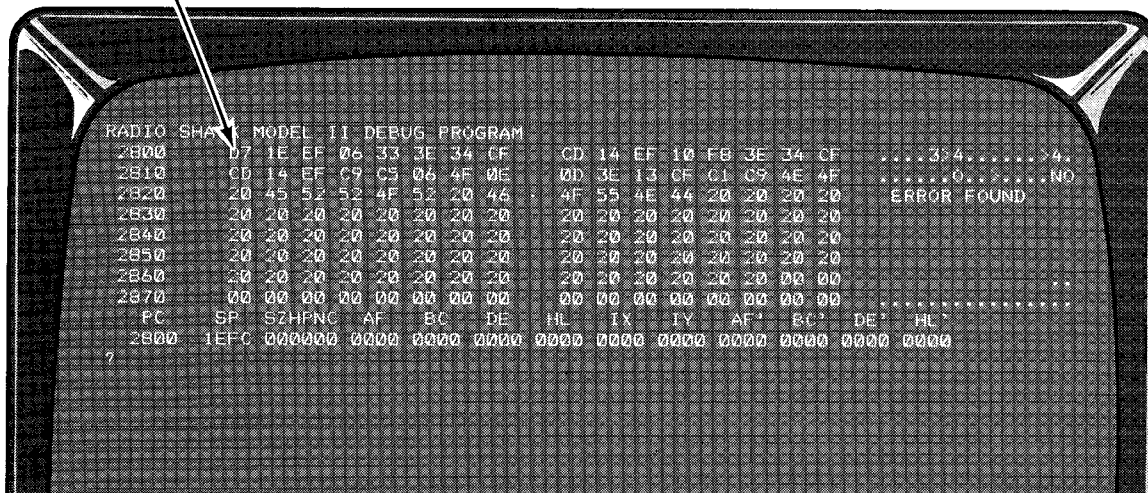 RADIO SHACK MODEL II DEBUG PROGRAM
2800 D7 1E EF 06 33 3E 34 CF CD 14 EF 10 FB 3E 34 CF ....3>4......>4.
2810 CD 14 EF C9 C5 06 4F 0E 0D 3E 13 CF C1 C9 4E 4F ......O..>....NO
2820 20 45 52 52 4F 52 20 46 4F 55 4E 44 20 20 20 20 ERROR FOUND
2830 20 20 20 20 20 20 20 20 20 20 20 20 20 20 20 20
2840 20 20 20 20 20 20 20 20 20 20 20 20 20 20 20 20
2850 20 20 20 20 20 20 20 20 20 20 20 20 20 20 20 20
2860 20 20 20 20 20 20 20 20 20 20 20 20 20 20 00 00 ..
2870 00 00 00 00 00 00 00 00 00 00 00 00 00 00 00 00 ................
PC SP SZHPNC AF BC DE HL IX IY AF' BC' DE' HL'
2800 1EFC 000000 0000 0000 0000 0000 0000 0000 0000 0000 0000 0000
?